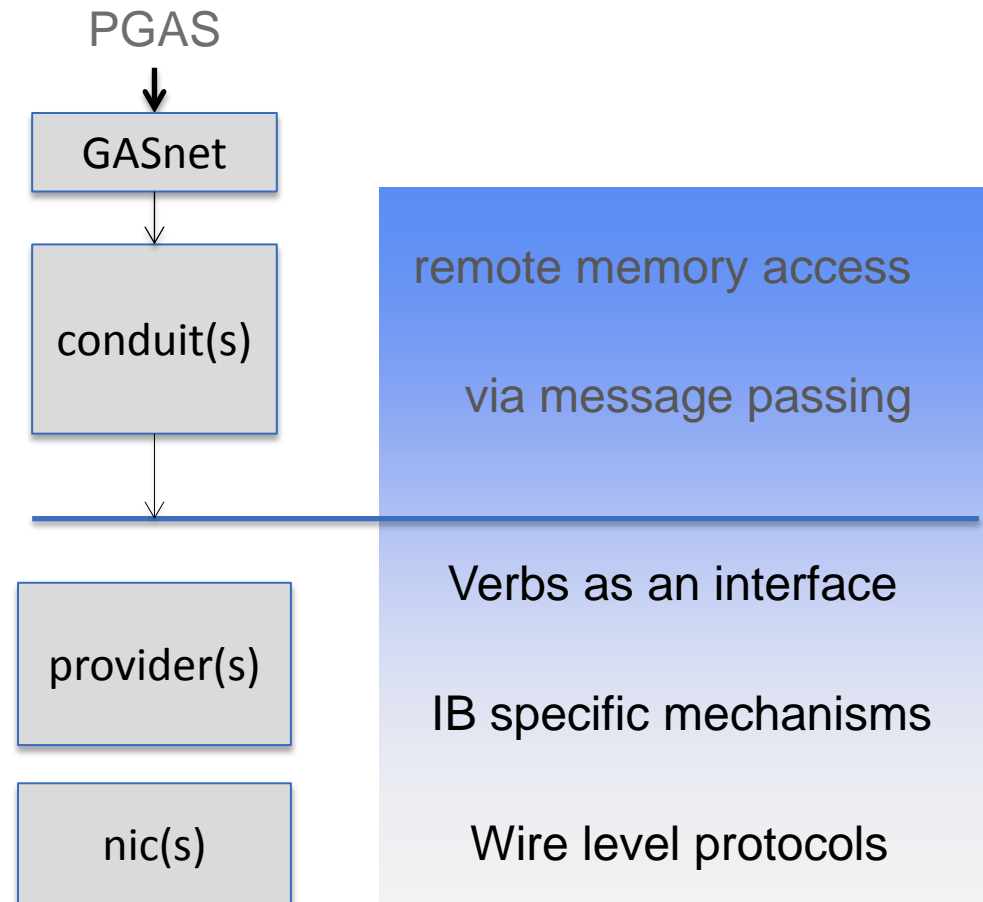 PGAS
GASnet
conduit(s)
remote memory access
via message passing
provider(s)
Verbs as an interface
IB specific mechanisms
nic(s)
Wire level protocols